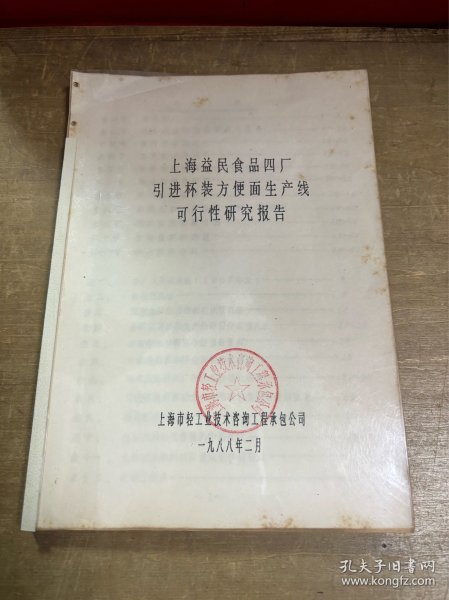 上海益民食品四厂
引进杯装方便面生产线
可行性研究报告
上海市轻工业技术咨询工程承包公司
一九八八年二月
孔夫子旧书网
www.kongfz.com